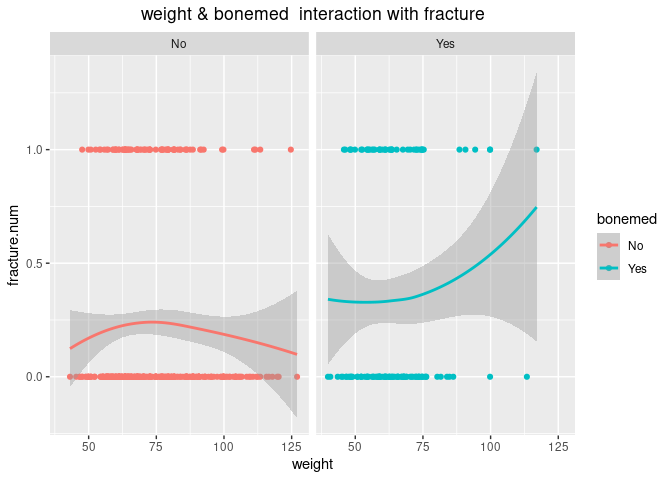 weight & bonemed  interaction with fracture
No
Yes
1.0
0.5
0.0
fracture.num
50
75
100
125
50
75
100
125
weight
bonemed
No
Yes